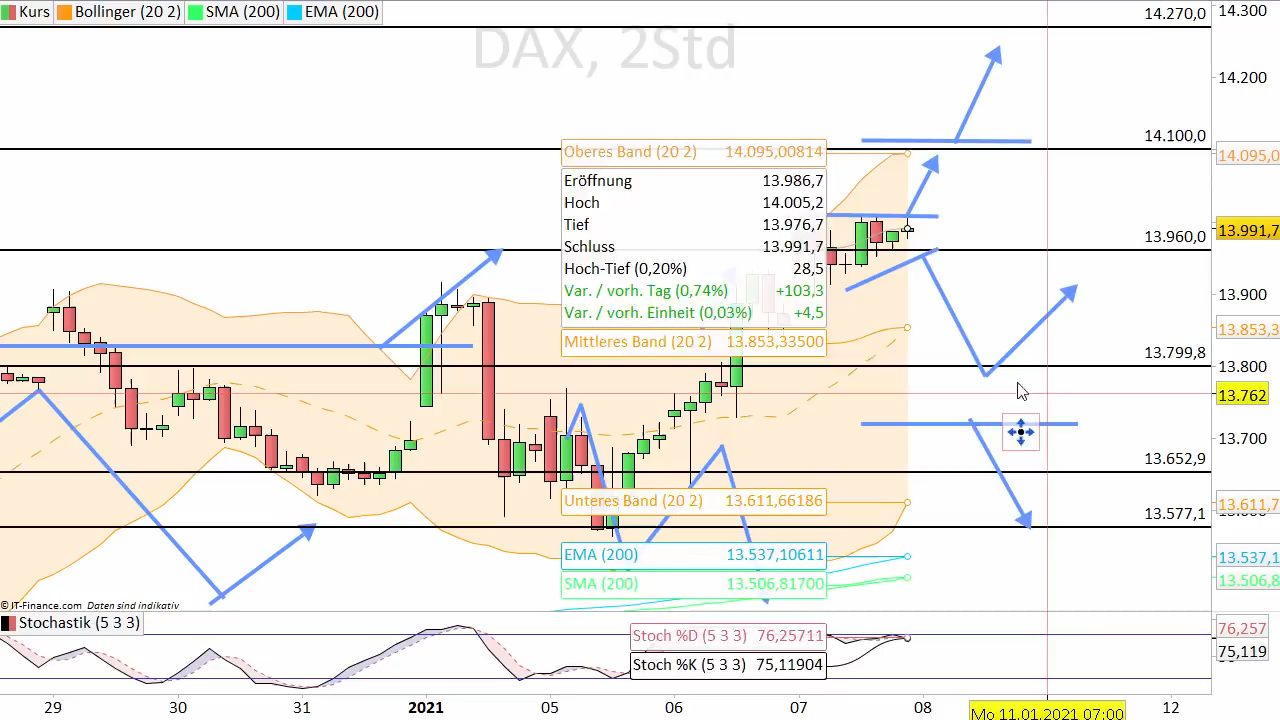 Kurs Bollinger (20 2) SMA (200) EMA (200)
DAX, 2Std
14.270,0
14.300
14.200
14.100,0
Oberes Band (20 2) 14.095,00814
14.095,0
Eröffnung 13.986,7
Hoch 14.005,2
Tief 13.976,7
Schluss 13.991,7
Hoch-Tief (0,20%) 28,5
Var. / vorh. Tag (0,74%) +103,3
Var. / vorh. Einheit (0,03%) +4,5
13.991,7
13.960,0
13.900
Mittleres Band (20 2) 13.853,33500
13.853,3
13.799,8
13.800
13.762
13.700
13.652,9
Unteres Band (20 2) 13.611,66186
13.611,7
13.577,1
EMA (200) 13.537,10611
13.537,1
SMA (200) 13.506,81700
13.506,8
© IT-Finance.com Daten sind indikativ
Stochastik (5 3 3)
Stoch %D (5 3 3) 76,25711
76,257
Stoch %K (5 3 3) 75,11904
75,119
29 30 31 2021 05 06 07 08 Mo 11.01.2021 07:00 12